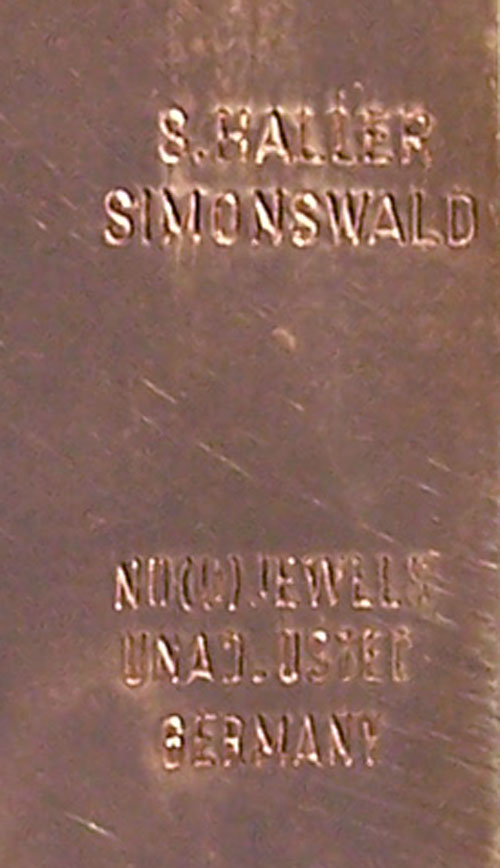 S. HALLER
SIMONSWALD
NO (0) JEWELS
UNADJUSTED
GERMANY